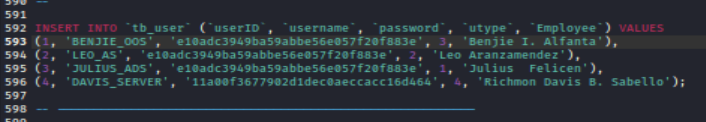 590 --
591
592 INSERT INTO `tb_user` (`userID`, `username`, `password`, `utype`, `Employee`) VALUES
593 (1, 'BENJIE_OOS', 'e10adc3949ba59abbe56e057f20f883e', 3, 'Benjie I. Alfanta'),
594 (2, 'LEO_AS', 'e10adc3949ba59abbe56e057f20f883e', 2, 'Leo Aranzamendez'),
595 (3, 'JULIUS_ADS', 'e10adc3949ba59abbe56e057f20f883e', 1, 'Julius  Felicen'),
596 (4, 'DAVIS_SERVER', '11a00f3677902d1dec0aeccacc16d464', 4, 'Richmon Davis B. Sabello');
597
598 --